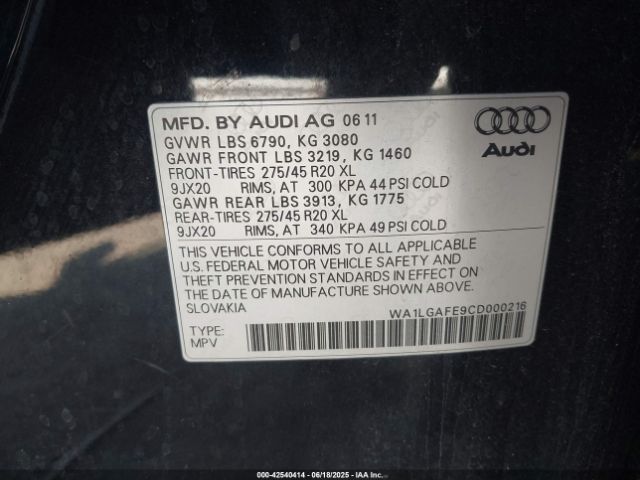 MFD. BY AUDI AG 06 11
GVWR LBS 6790, KG 3080
GAWR FRONT LBS 3219, KG 1460
FRONT-TIRES 275/45 R20 XL
9JX20 RIMS, AT 300 KPA 44 PSI COLD
GAWR REAR LBS 3913, KG 1775
REAR-TIRES 275/45 R20 XL
9JX20 RIMS, AT 340 KPA 49 PSI COLD
Audi
THIS VEHICLE CONFORMS TO ALL APPLICABLE
U.S. FEDERAL MOTOR VEHICLE SAFETY AND
THEFT PREVENTION STANDARDS IN EFFECT ON
THE DATE OF MANUFACTURE SHOWN ABOVE.
SLOVAKIA
WA1LGAFE9CD000216
TYPE:
MPV
000-42540414 - 06/18/2025 - IAAI